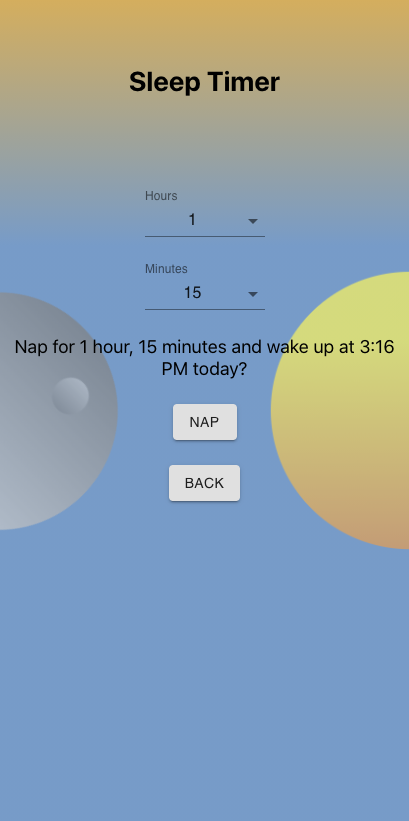 Sleep Timer
Hours
1
Minutes
15
Nap for 1 hour, 15 minutes and wake up at 3:16
PM today?
NAP
BACK